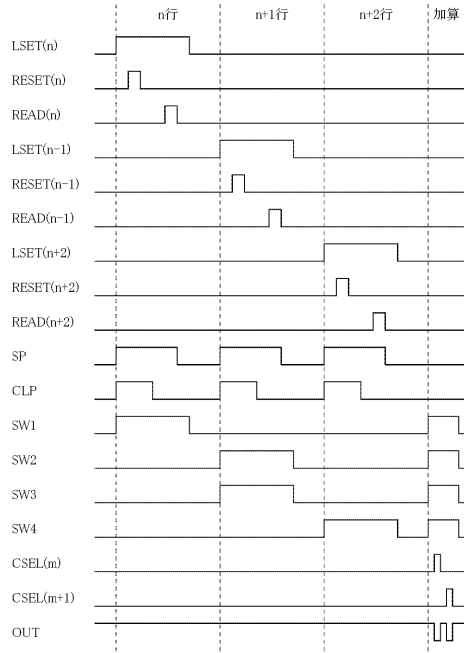 n行 n+1行 n+2行 加算
LSET(n)
RESET(n)
READ(n)
LSET(n-1)
RESET(n-1)
READ(n-1)
LSET(n+2)
RESET(n+2)
READ(n+2)
SP
CLP
SW1
SW2
SW3
SW4
CSEL(m)
CSEL(m+1)
OUT